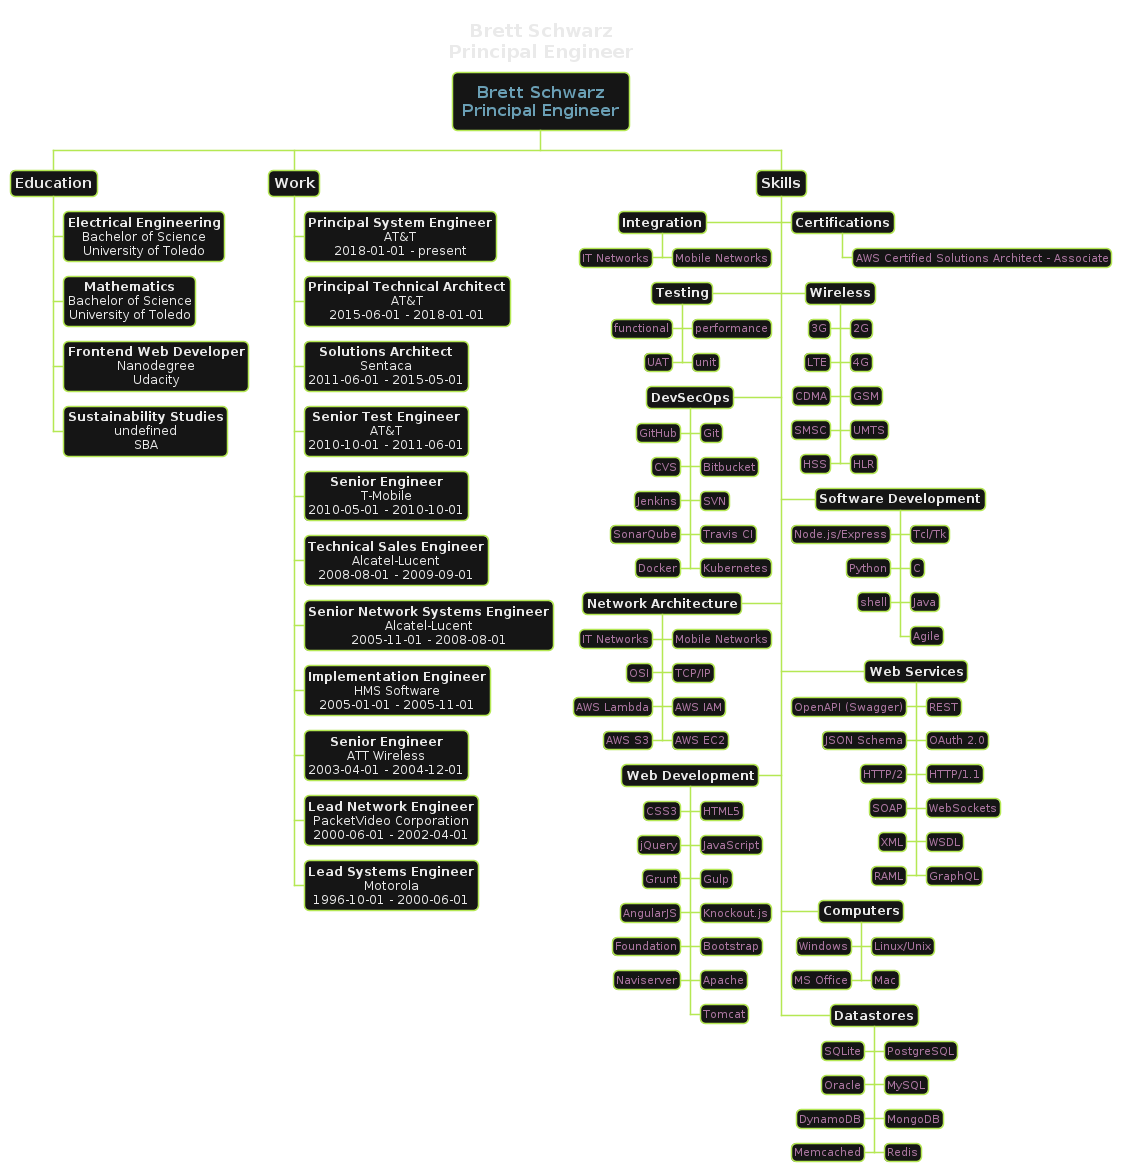 Brett Schwarz
Principal Engineer
Brett Schwarz
Principal Engineer
Education
Electrical Engineering
Bachelor of Science
University of Toledo
Mathematics
Bachelor of Science
University of Toledo
Frontend Web Developer
Nanodegree
Udacity
Sustainability Studies
undefined
SBA
Work
Principal System Engineer
AT&T
2018-01-01 - present
Principal Technical Architect
AT&T
2015-06-01 - 2018-01-01
Solutions Architect
Sentaca
2011-06-01 - 2015-05-01
Senior Test Engineer
AT&T
2010-10-01 - 2011-06-01
Senior Engineer
T-Mobile
2010-05-01 - 2010-10-01
Technical Sales Engineer
Alcatel-Lucent
2008-08-01 - 2009-09-01
Senior Network Systems Engineer
Alcatel-Lucent
2005-11-01 - 2008-08-01
Implementation Engineer
HMS Software
2005-01-01 - 2005-11-01
Senior Engineer
ATT Wireless
2003-04-01 - 2004-12-01
Lead Network Engineer
PacketVideo Corporation
2000-06-01 - 2002-04-01
Lead Systems Engineer
Motorola
1996-10-01 - 2000-06-01
Skills
Integration
IT Networks
Mobile Networks
Testing
functional
performance
UAT
unit
DevSecOps
GitHub
Git
CVS
Bitbucket
Jenkins
SVN
SonarQube
Travis CI
Docker
Kubernetes
Network Architecture
IT Networks
Mobile Networks
OSI
TCP/IP
AWS Lambda
AWS IAM
AWS S3
AWS EC2
Web Development
CSS3
HTML5
jQuery
JavaScript
Grunt
Gulp
AngularJS
Knockout.js
Foundation
Bootstrap
Naviserver
Apache
Tomcat
Certifications
AWS Certified Solutions Architect - Associate
Wireless
3G
2G
LTE
4G
CDMA
GSM
SMSC
UMTS
HSS
HLR
Software Development
Node.js/Express
Tcl/Tk
Python
C
shell
Java
Agile
Web Services
OpenAPI (Swagger)
REST
JSON Schema
OAuth 2.0
HTTP/2
HTTP/1.1
SOAP
WebSockets
XML
WSDL
RAML
GraphQL
Computers
Windows
Linux/Unix
MS Office
Mac
Datastores
SQLite
PostgreSQL
Oracle
MySQL
DynamoDB
MongoDB
Memcached
Redis